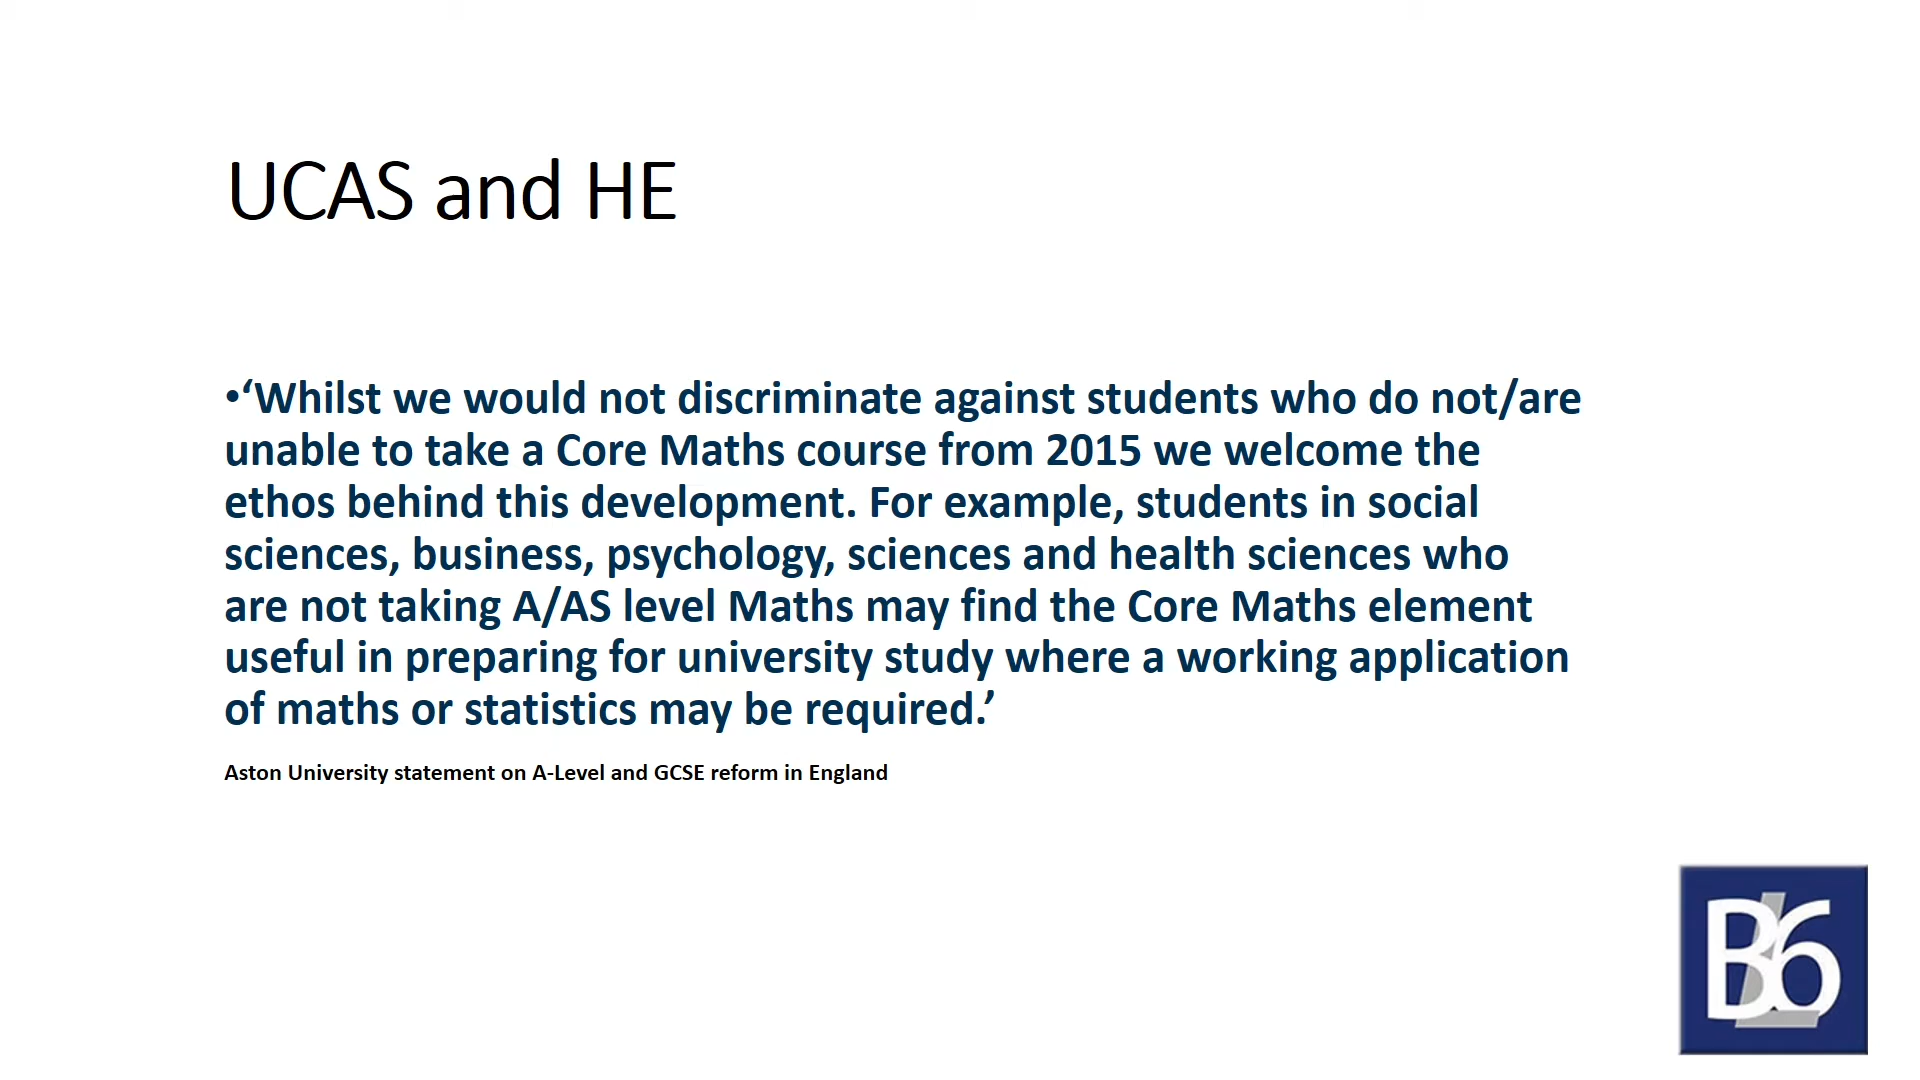 UCAS and HE
•‘Whilst we would not discriminate against students who do not/are
unable to take a Core Maths course from 2015 we welcome the
ethos behind this development. For example, students in social
sciences, business, psychology, sciences and health sciences who
are not taking A/AS level Maths may find the Core Maths element
useful in preparing for university study where a working application
of maths or statistics may be required.’
Aston University statement on A-Level and GCSE reform in England
BL6